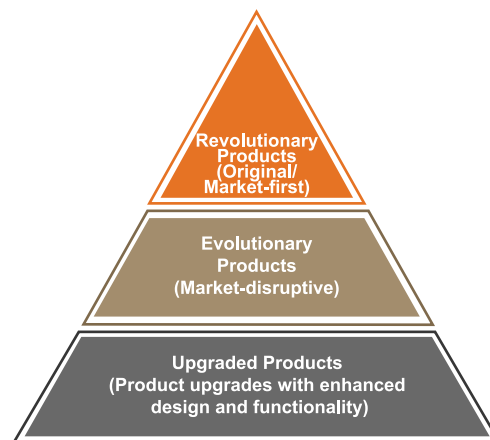 Revolutionary
Products
(Original/
Market-first)
Evolutionary
Products
(Market-disruptive)
Upgraded Products
(Product upgrades with enhanced
design and functionality)